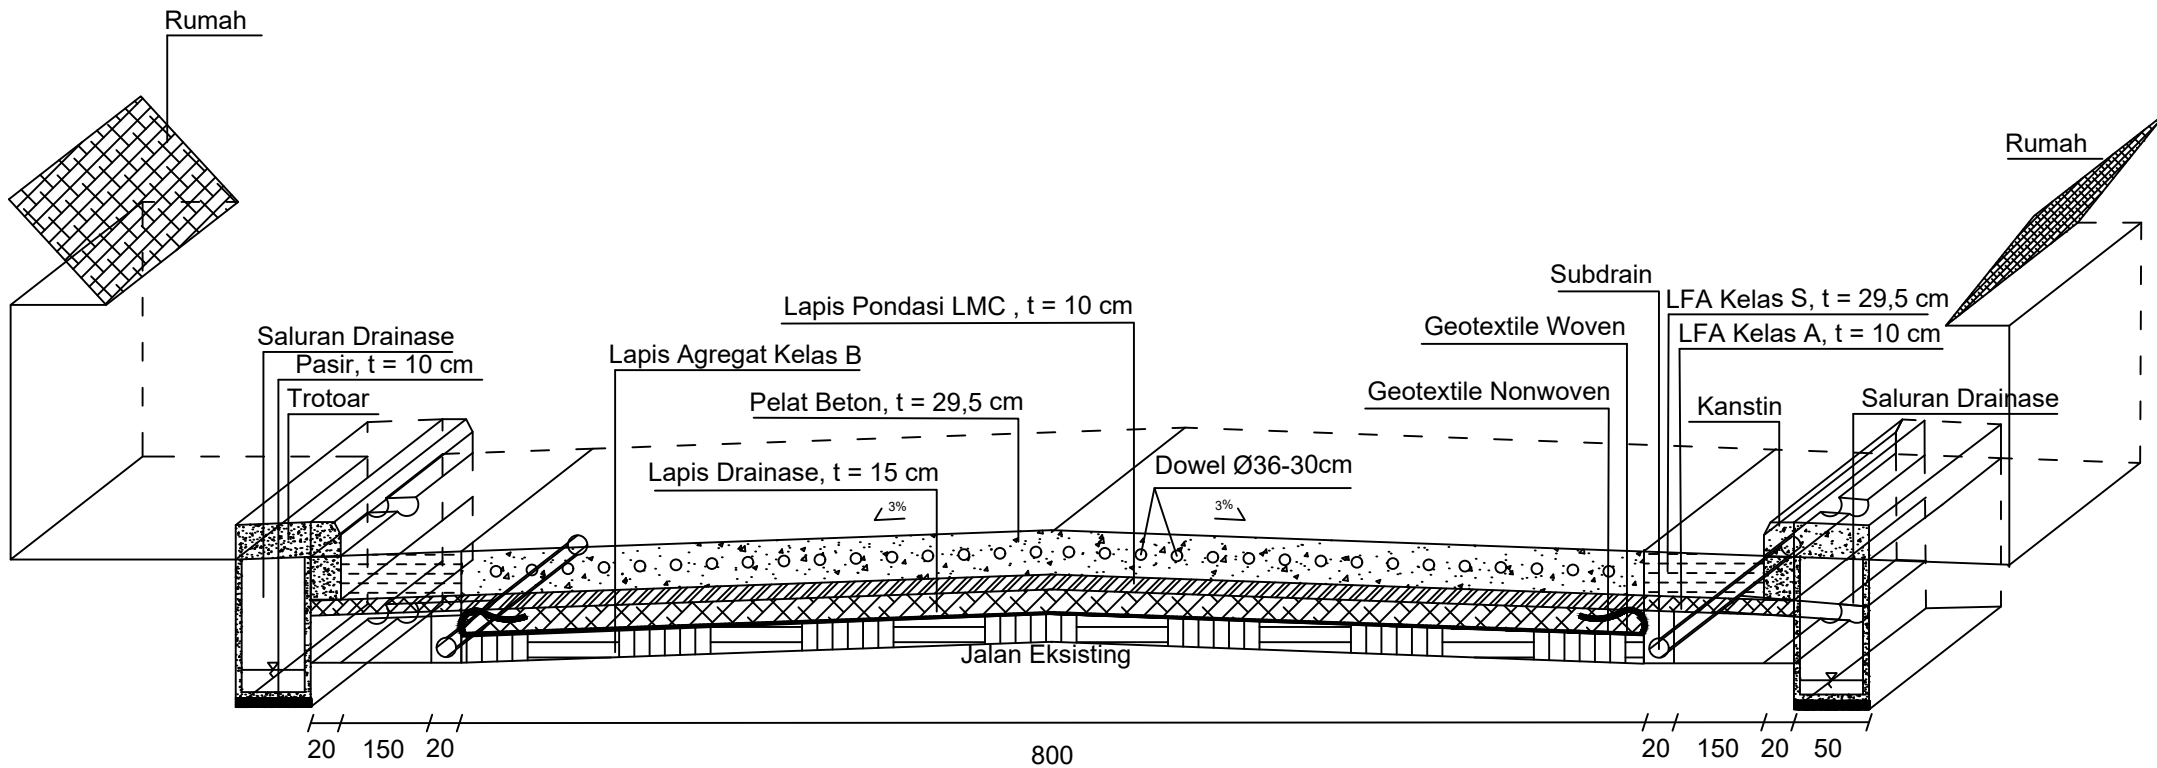 Rumah
Rumah
Subdrain
LFA Kelas S, t = 29,5 cm
Lapis Pondasi LMC , t = 10 cm
Geotextile Woven
LFA Kelas A, t = 10 cm
Saluran Drainase
Lapis Agregat Kelas B
Pasir, t = 10 cm
Geotextile Nonwoven
Trotoar
Pelat Beton, t = 29,5 cm
Kanstin
Saluran Drainase
Lapis Drainase, t = 15 cm
Dowel Ø36-30cm
3%
3%
Jalan Eksisting
20 150 20 800 20 150 20 50